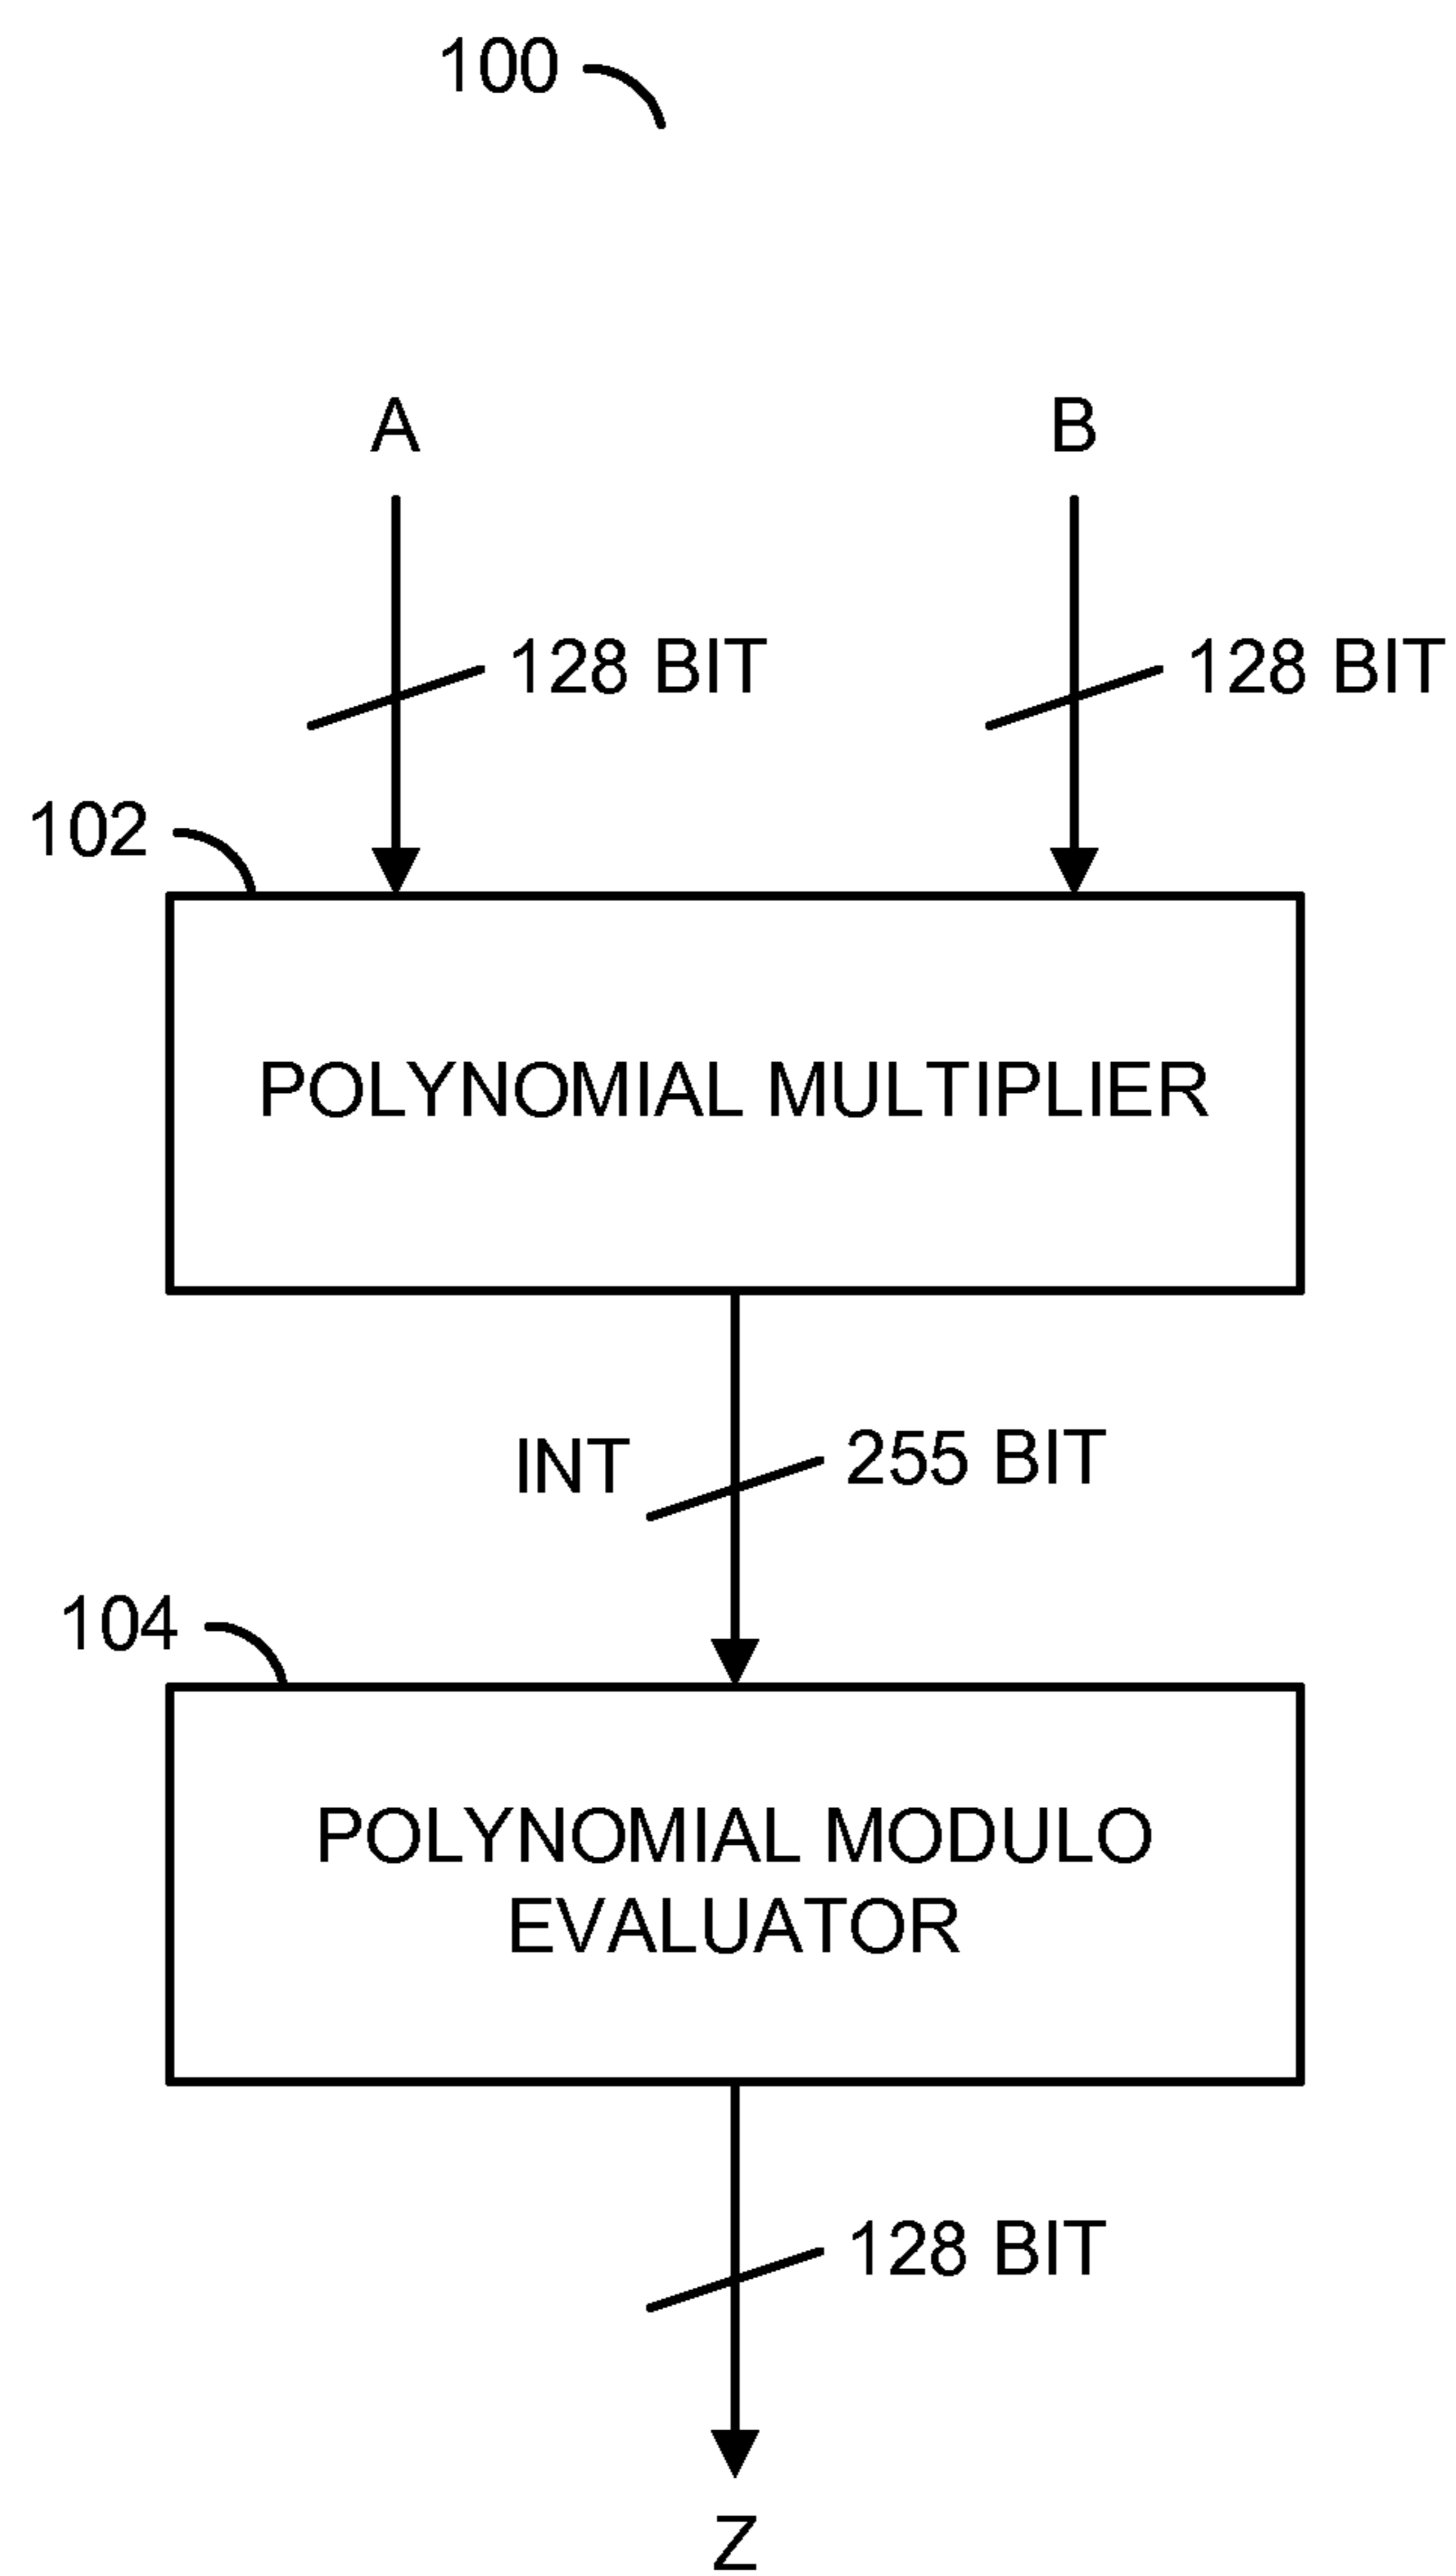 100
A
B
128 BIT
128 BIT
102
POLYNOMIAL MULTIPLIER
INT
255 BIT
104
POLYNOMIAL MODULO
EVALUATOR
128 BIT
Z